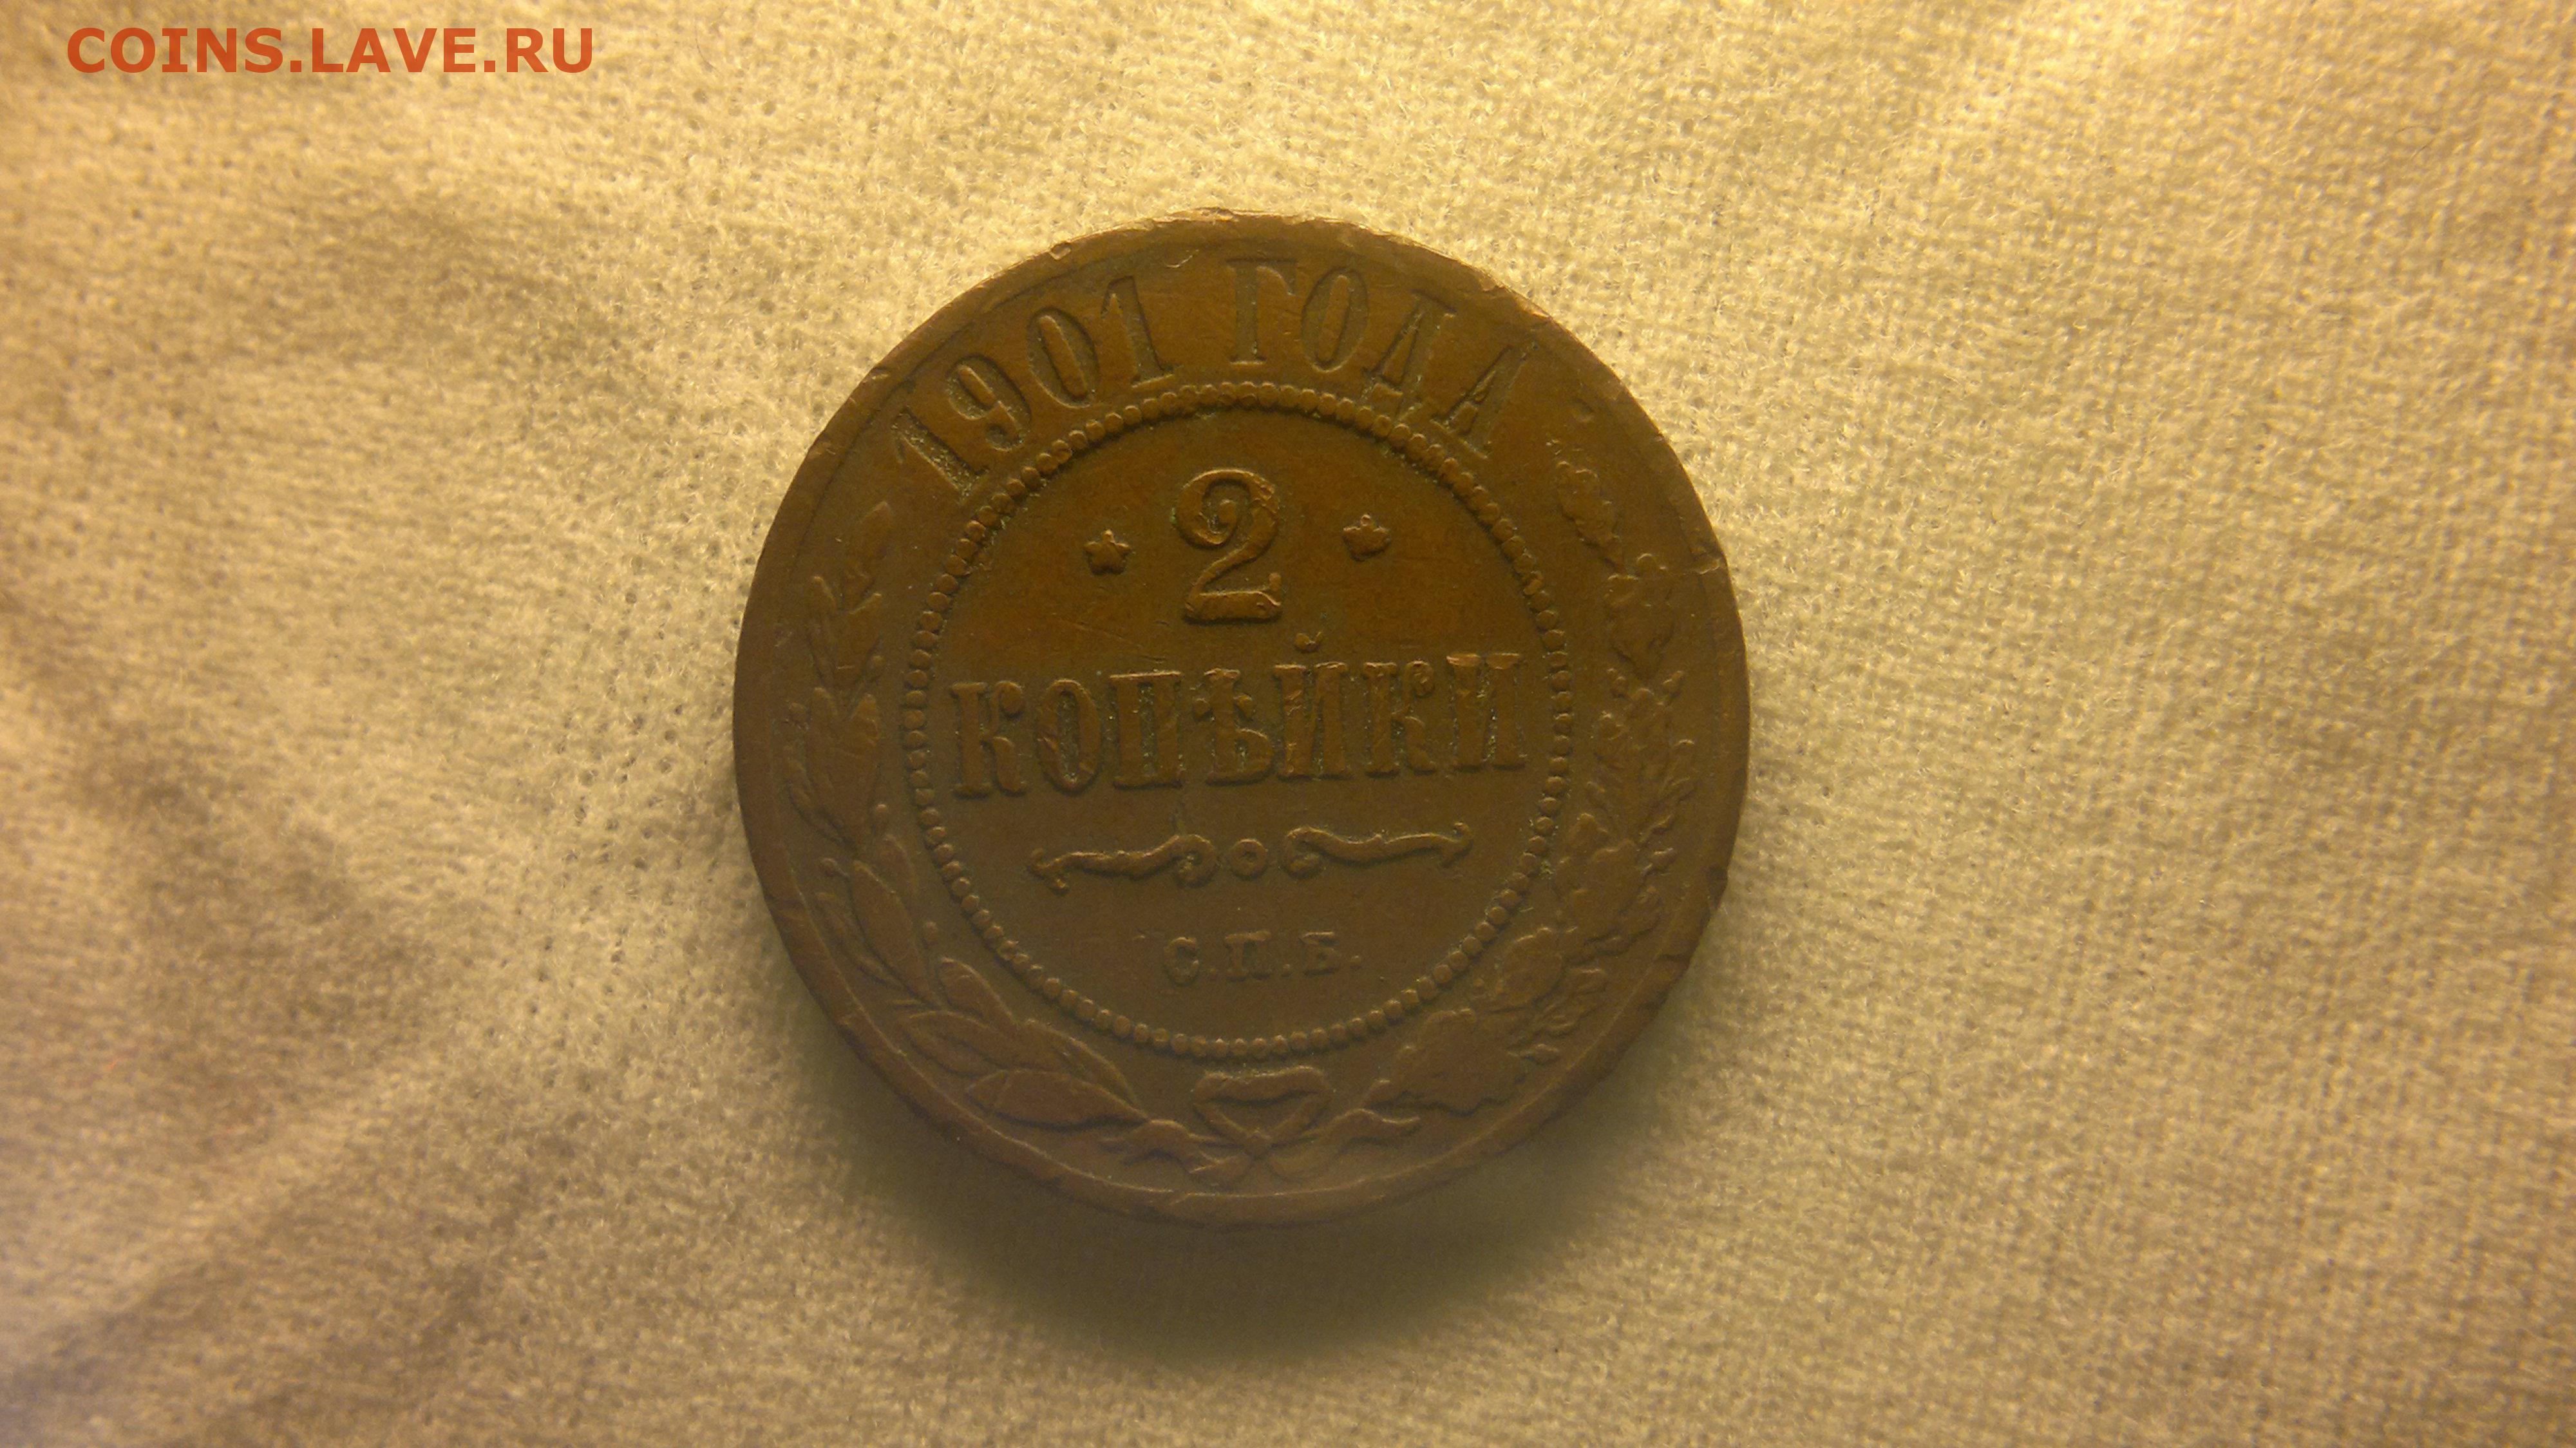 COINS.LAVE.RU
1901 ГОДА
2
КОПѢЙКИ
С.П.Б.